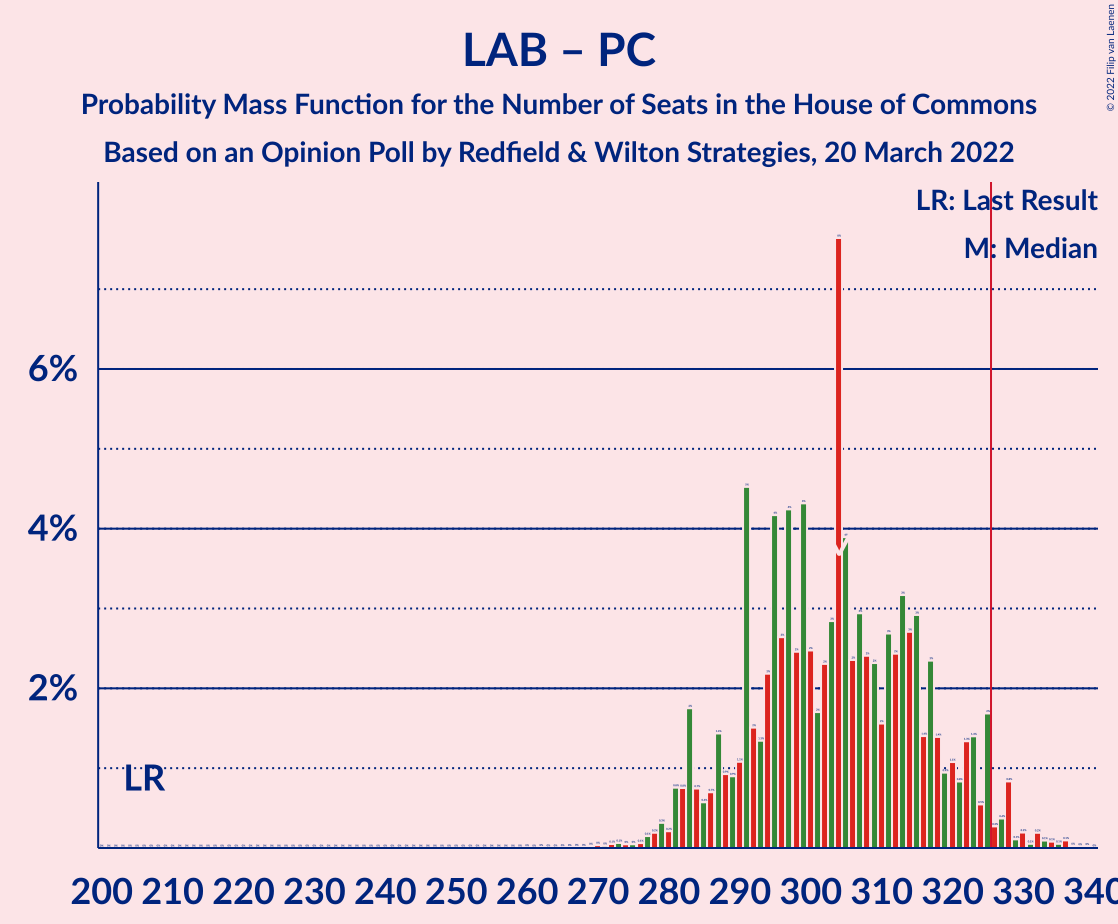 LAB – PC
Probability Mass Function for the Number of Seats in the House of Commons
Based on an Opinion Poll by Redfield & Wilton Strategies, 20 March 2022
© 2022 Filip van Laenen
LR: Last Result
M: Median
6%
4%
2%
LR
200 210 220 230 240 250 260 270 280 290 300 310 320 330 340